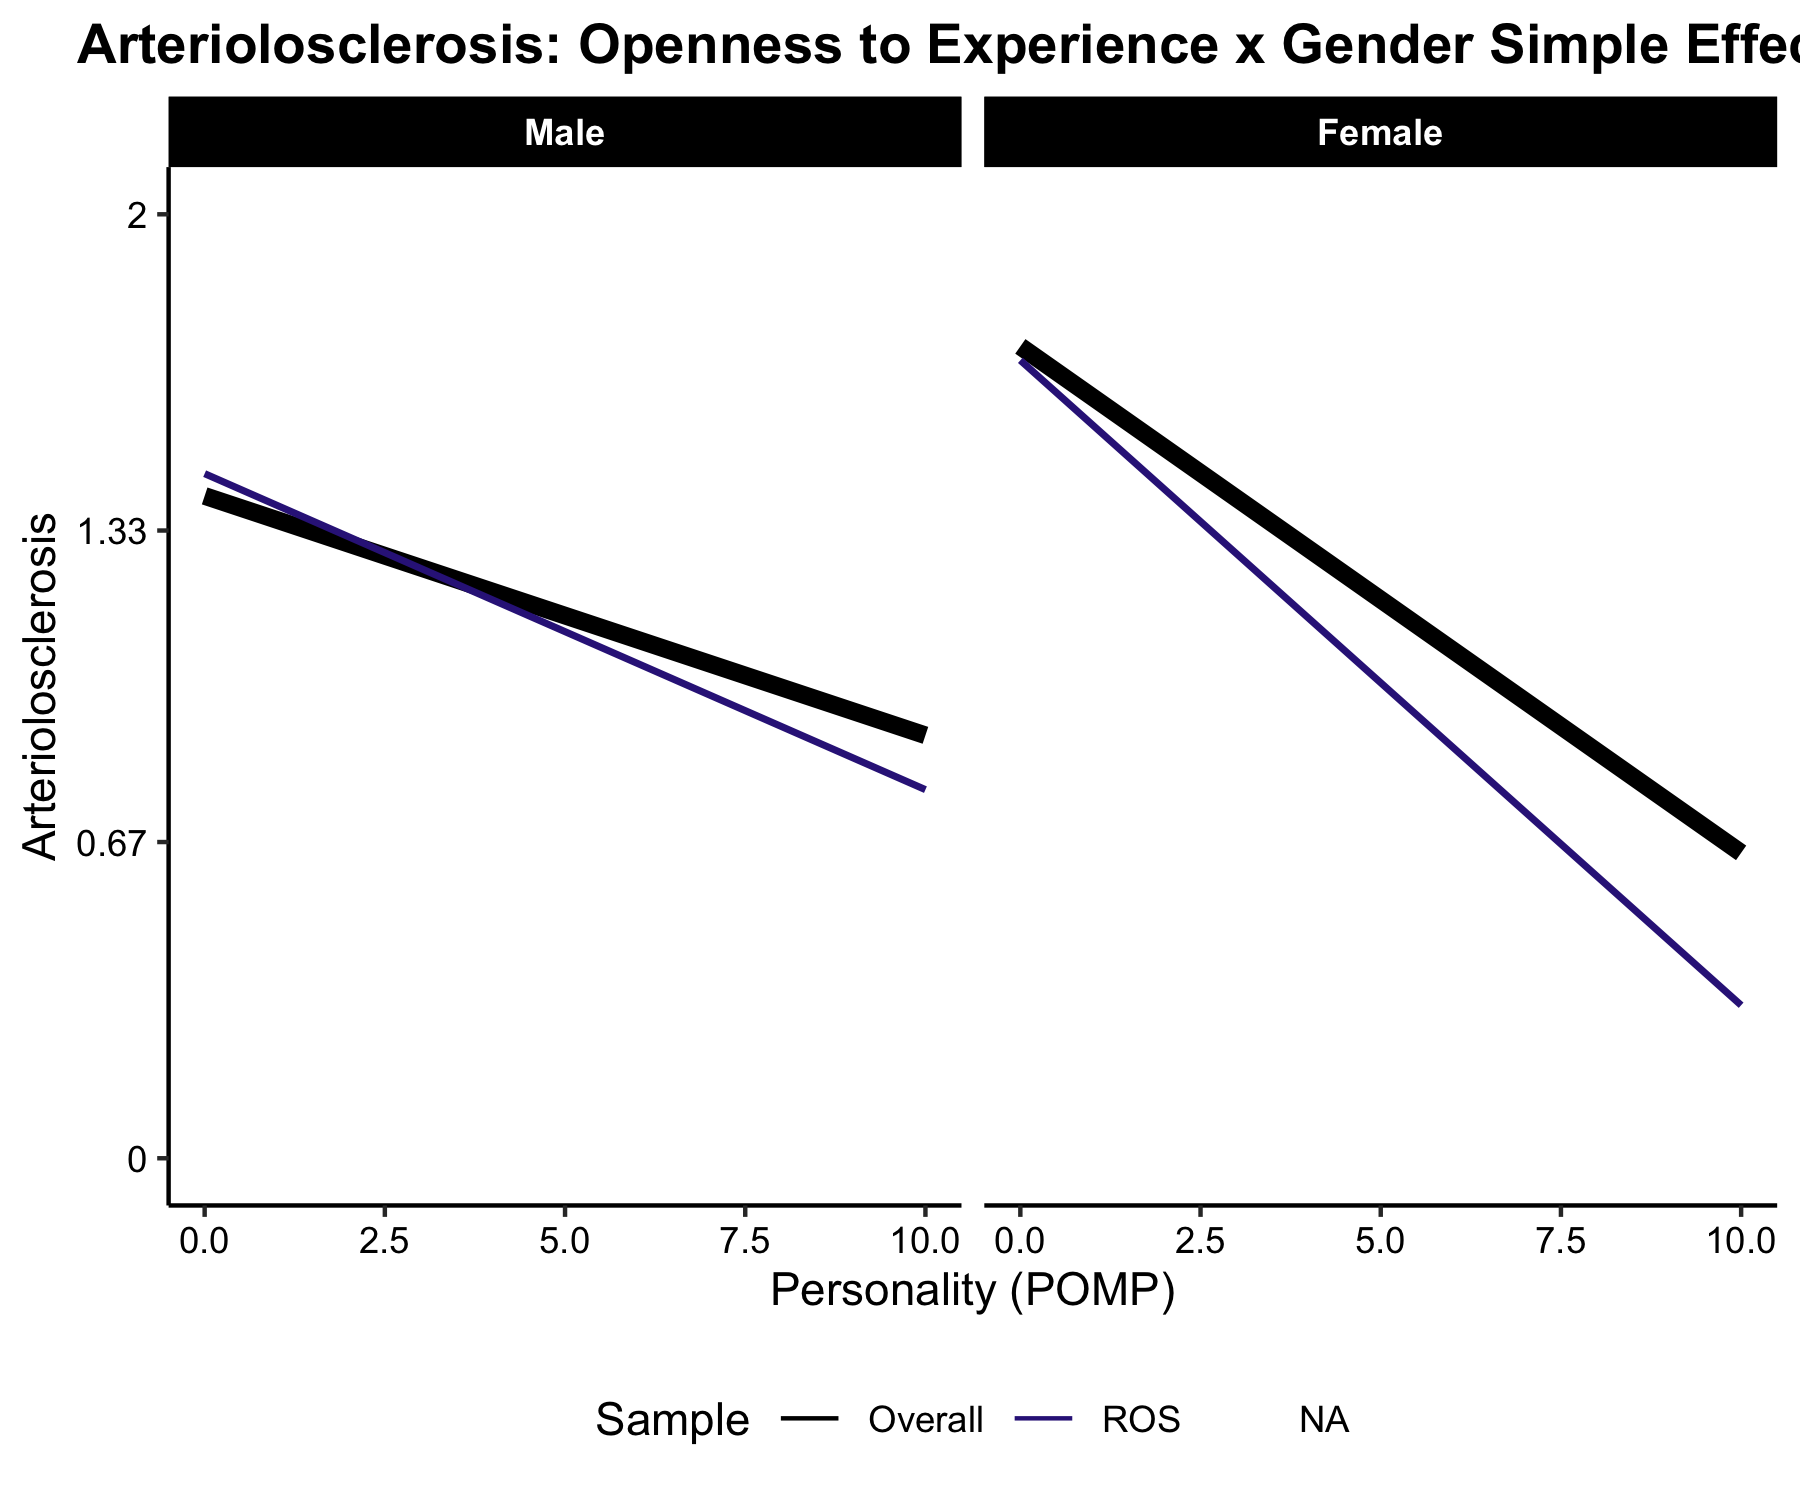 Arteriolosclerosis: Openness to Experience x Gender Simple Effec
Male
Female
Arteriolosclerosis
2
1.33
0.67
0
0.0 2.5 5.0 7.5 10.0
0.0 2.5 5.0 7.5 10.0
Personality (POMP)
Sample Overall ROS NA